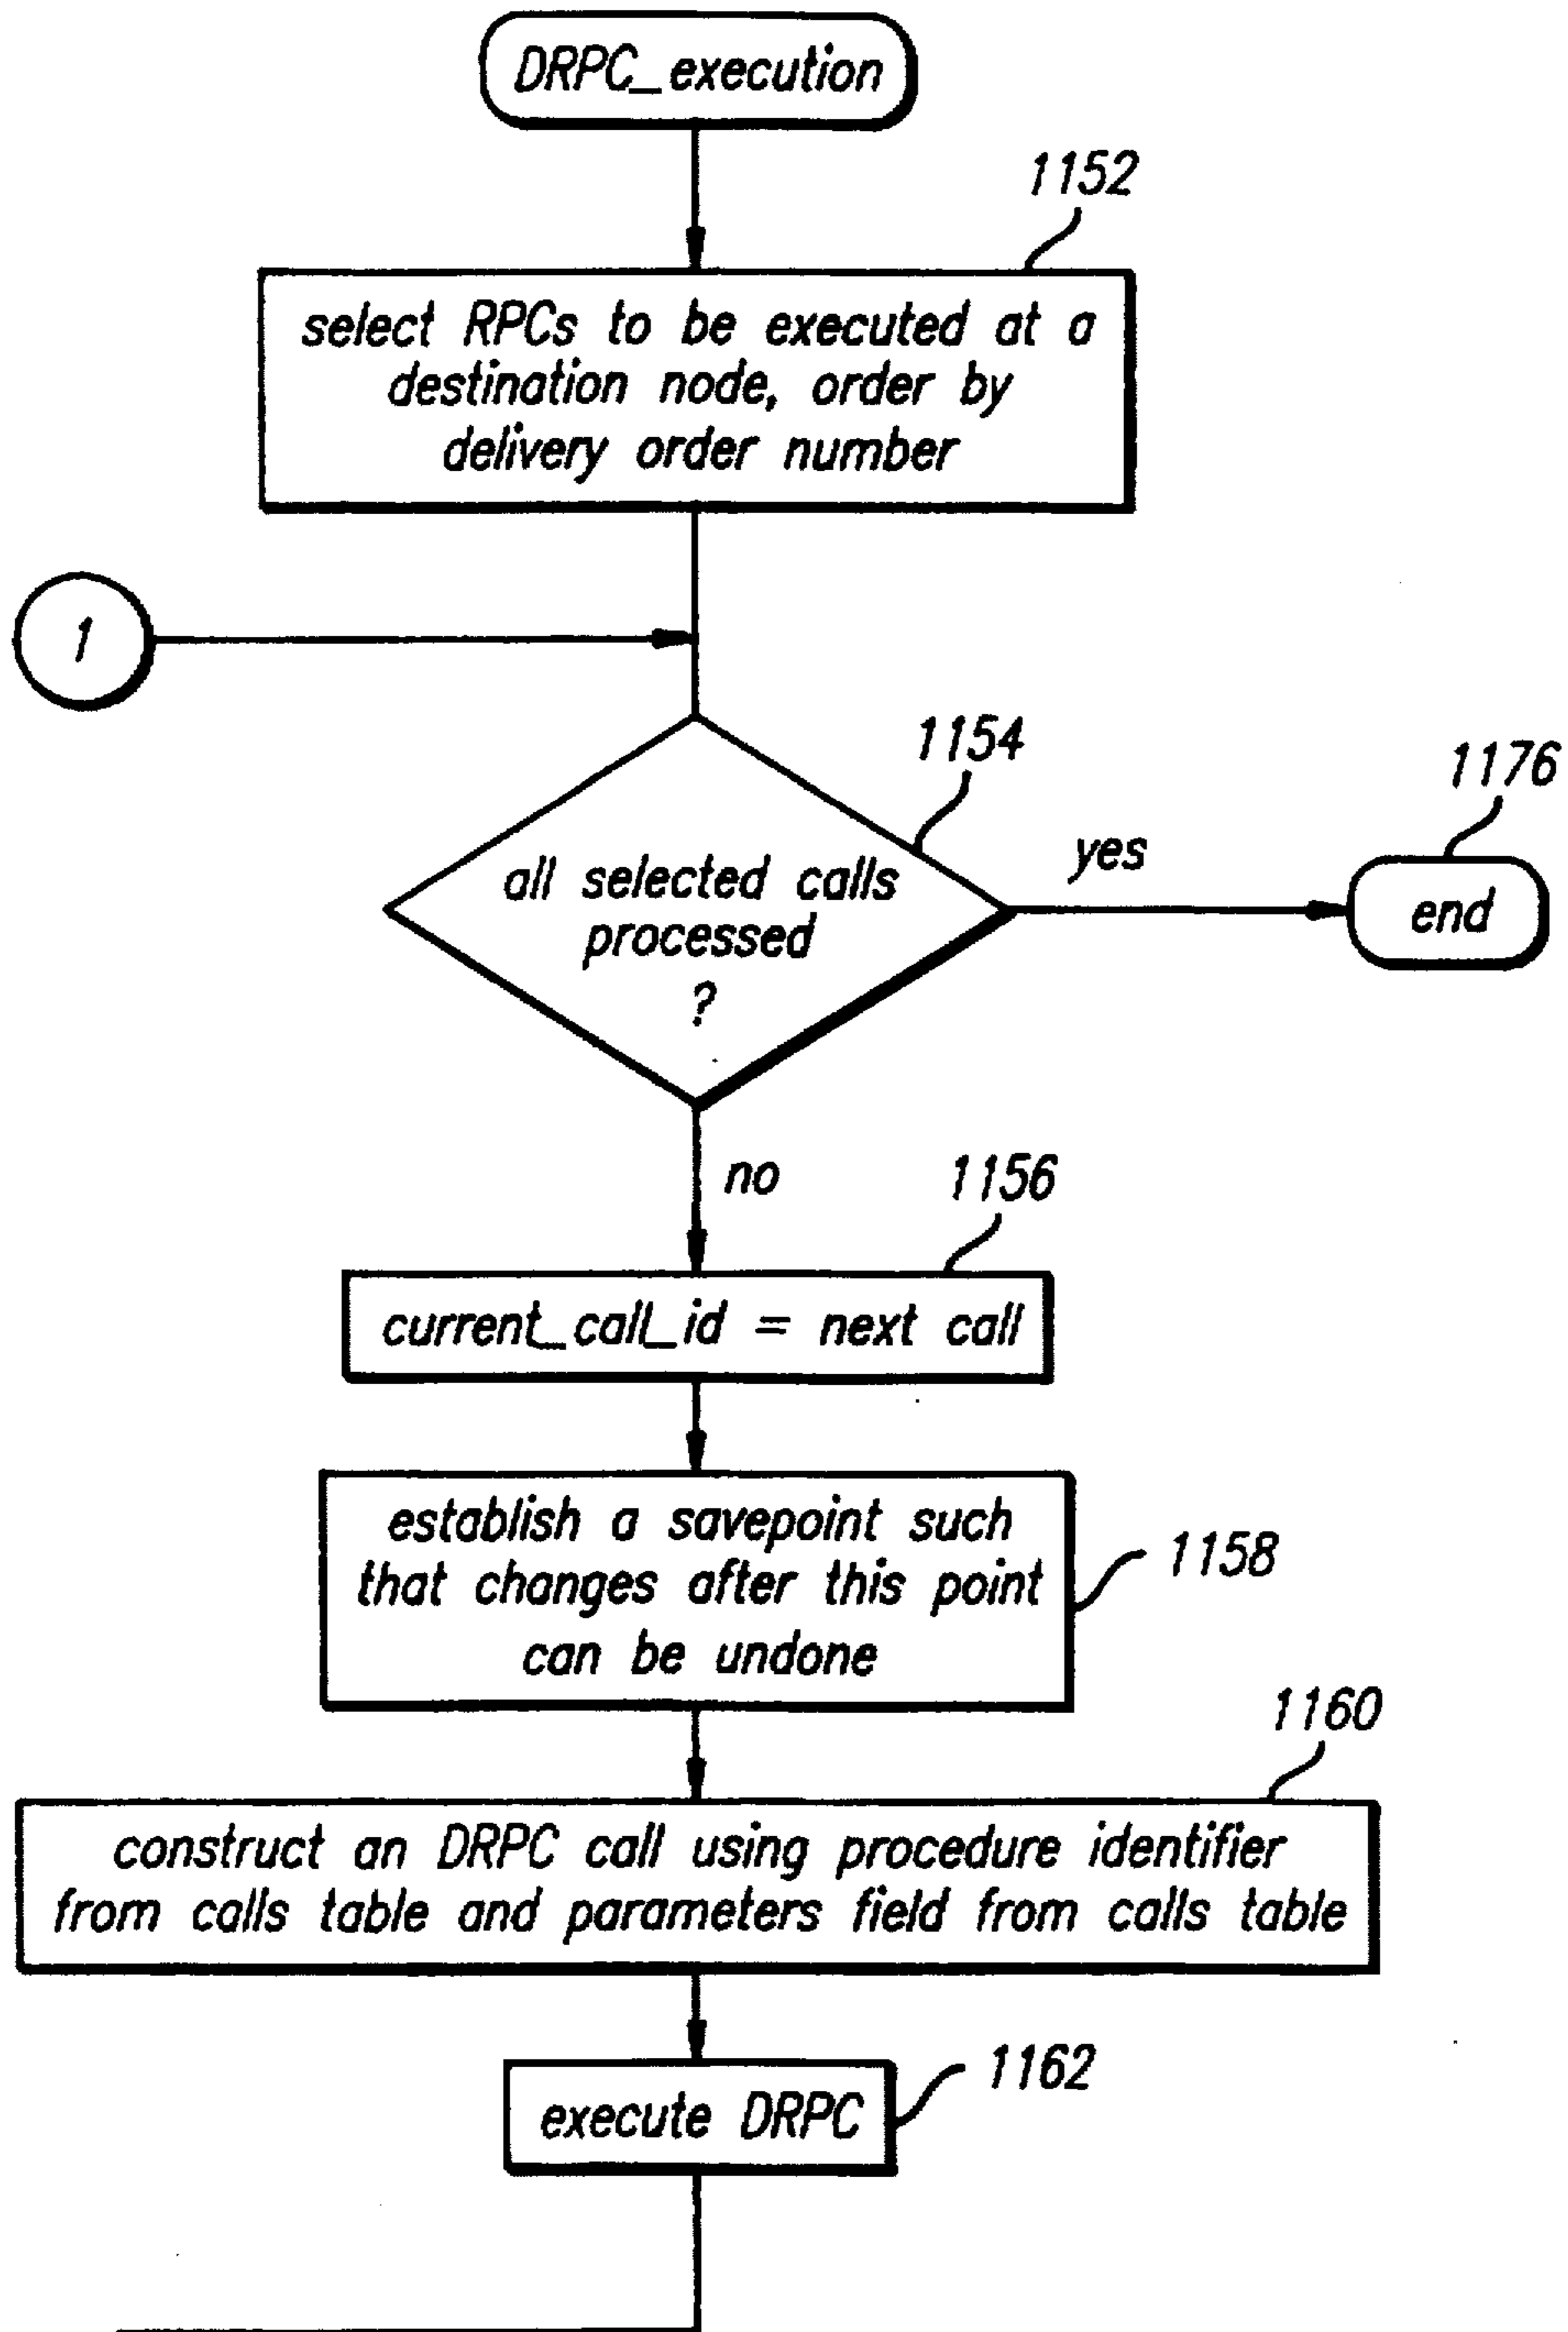 DRPC_execution
1152
select RPCs to be executed at a
destination node, order by
delivery order number
1
1154
all selected calls
processed
?
yes
1176
end
no
1156
current_call_id = next call
establish a savepoint such
that changes after this point
can be undone
1158
1160
construct an DRPC call using procedure identifier
from calls table and parameters field from calls table
execute DRPC
1162